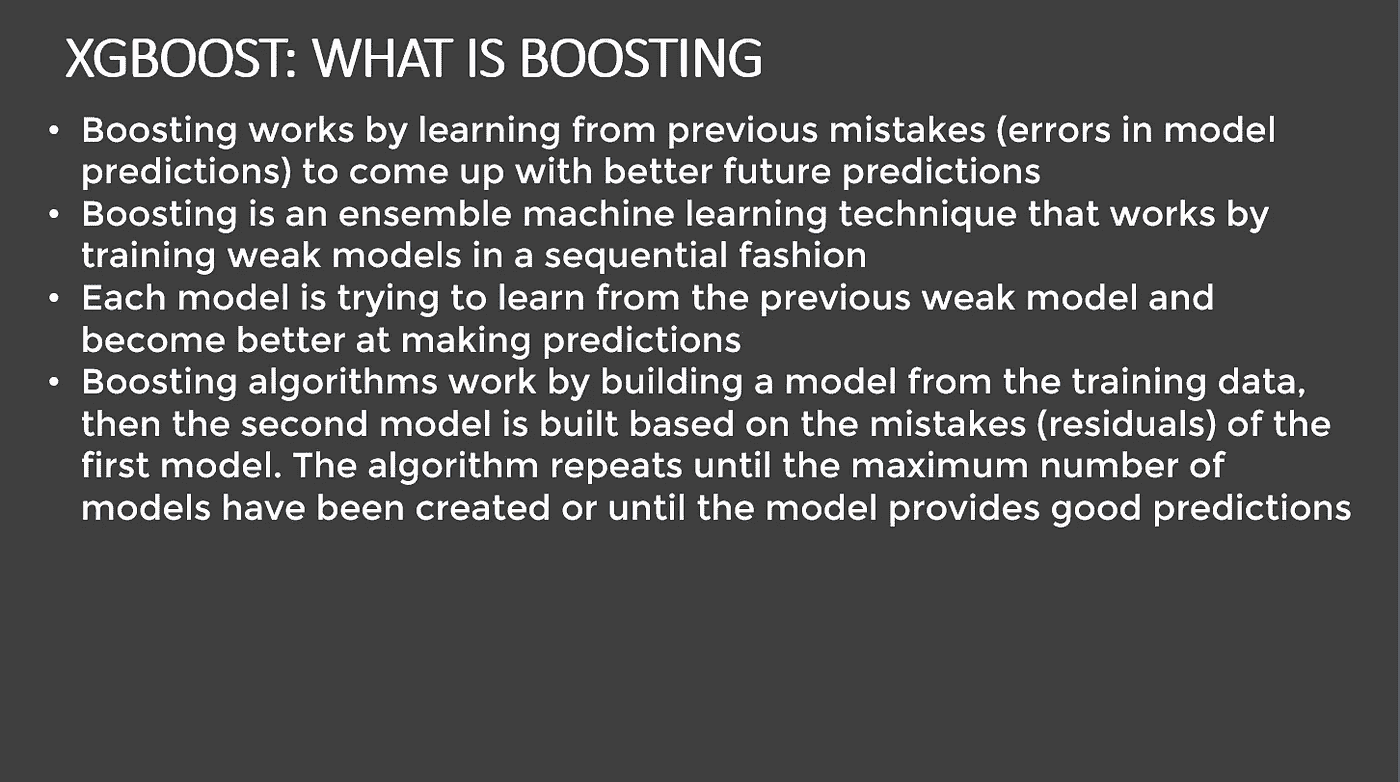 XGBOOST: WHAT IS BOOSTING
• Boosting works by learning from previous mistakes (errors in model
predictions) to come up with better future predictions
• Boosting is an ensemble machine learning technique that works by
training weak models in a sequential fashion
• Each model is trying to learn from the previous weak model and
become better at making predictions
• Boosting algorithms work by building a model from the training data,
then the second model is built based on the mistakes (residuals) of the
first model. The algorithm repeats until the maximum number of
models have been created or until the model provides good predictions